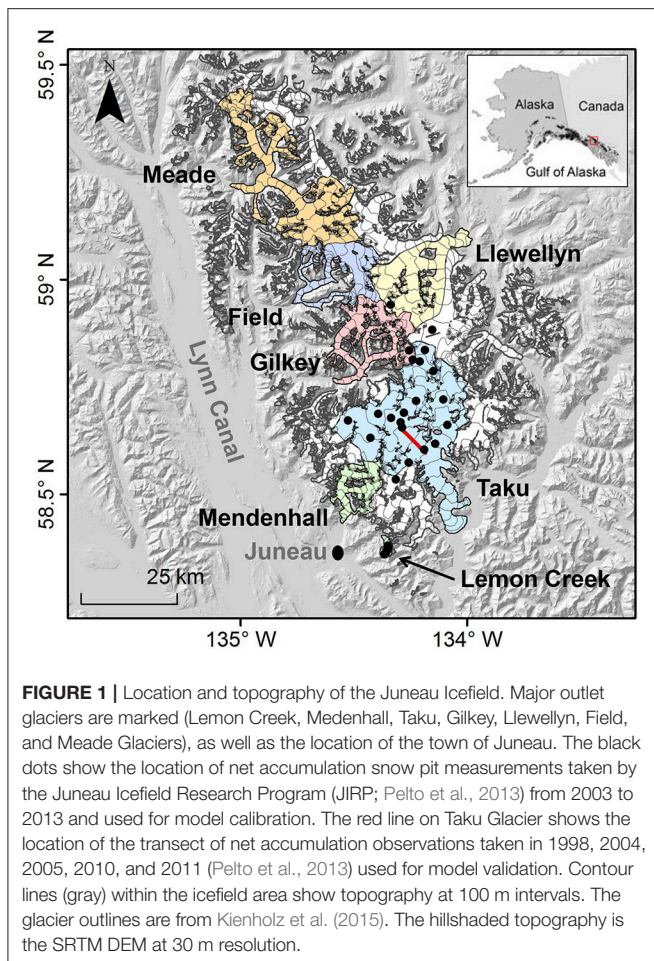 59.5° N
N
Alaska
Canada
Gulf of Alaska
Meade
Llewellyn
59° N
Field
Gilkey
Lynn Canal
58.5° N
Taku
Mendenhall
Juneau
Lemon Creek
25 km
135° W
134° W
FIGURE 1 | Location and topography of the Juneau Icefield. Major outlet
glaciers are marked (Lemon Creek, Medenhall, Taku, Gilkey, Llewellyn, Field,
and Meade Glaciers), as well as the location of the town of Juneau. The black
dots show the location of net accumulation snow pit measurements taken by
the Juneau Icefield Research Program (JIRP; Pelto et al., 2013) from 2003 to
2013 and used for model calibration. The red line on Taku Glacier shows the
location of the transect of net accumulation observations taken in 1998, 2004,
2005, 2010, and 2011 (Pelto et al., 2013) used for model validation. Contour
lines (gray) within the icefield area show topography at 100 m intervals. The
glacier outlines are from Kienholz et al. (2015). The hillshaded topography is
the SRTM DEM at 30 m resolution.